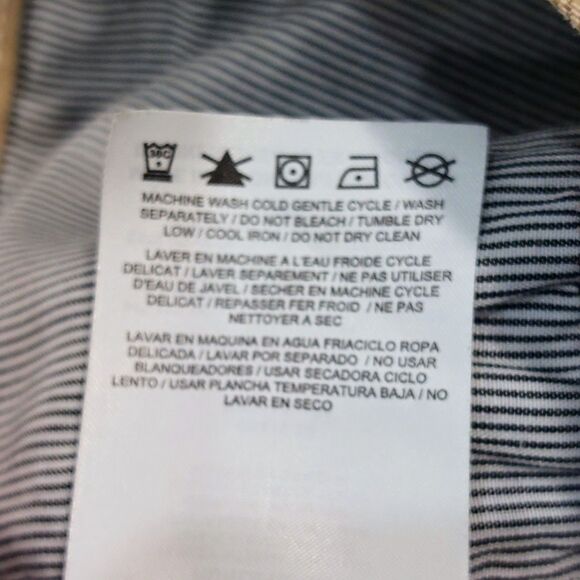 30C
MACHINE WASH COLD GENTLE CYCLE / WASH
SEPARATELY / DO NOT BLEACH / TUMBLE DRY
LOW / COOL IRON / DO NOT DRY CLEAN
LAVER EN MACHINE A L'EAU FROIDE CYCLE
DELICAT / LAVER SEPAREMENT / NE PAS UTILISER
D'EAU DE JAVEL / SECHER EN MACHINE CYCLE
DELICAT / REPASSER FER FROID / NE PAS
NETTOYER A SEC
LAVAR EN MAQUINA EN AGUA FRIACICLO ROPA
DELICADA / LAVAR POR SEPARADO / NO USAR
BLANQUEADORES / USAR SECADORA CICLO
LENTO / USAR PLANCHA TEMPERATURA BAJA / NO
LAVAR EN SECO